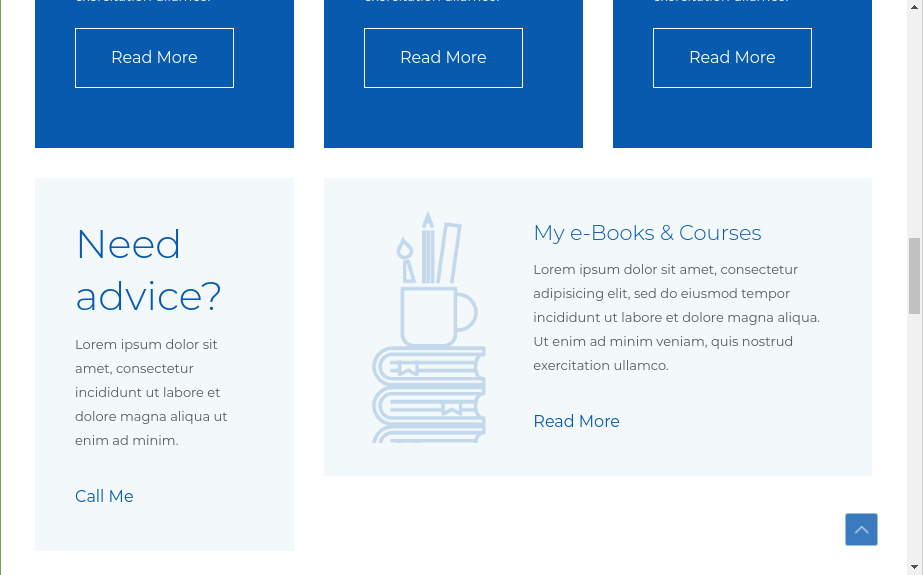 Read More
Read More
Read More
Need
advice?
Lorem ipsum dolor sit
amet, consectetur
incididunt ut labore et
dolore magna aliqua ut
enim ad minim.
Call Me
My e-Books & Courses
Lorem ipsum dolor sit amet, consectetur
adipisicing elit, sed do eiusmod tempor
incididunt ut labore et dolore magna aliqua.
Ut enim ad minim veniam, quis nostrud
exercitation ullamco.
Read More